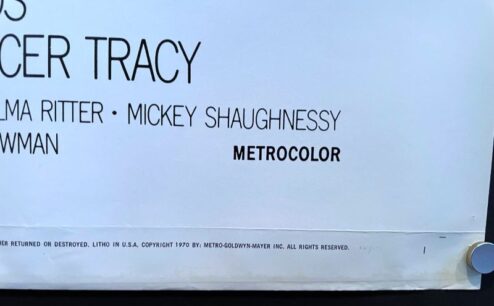 CER TRACY
LMA RITTER • MICKEY SHAUGHNESSY
WMAN
METROCOLOR
HER RETURNED OR DESTROYED. LITHO IN U.S.A. COPYRIGHT 1970 BY: METRO-GOLDWYN-MAYER INC. ALL RIGHTS RESERVED.